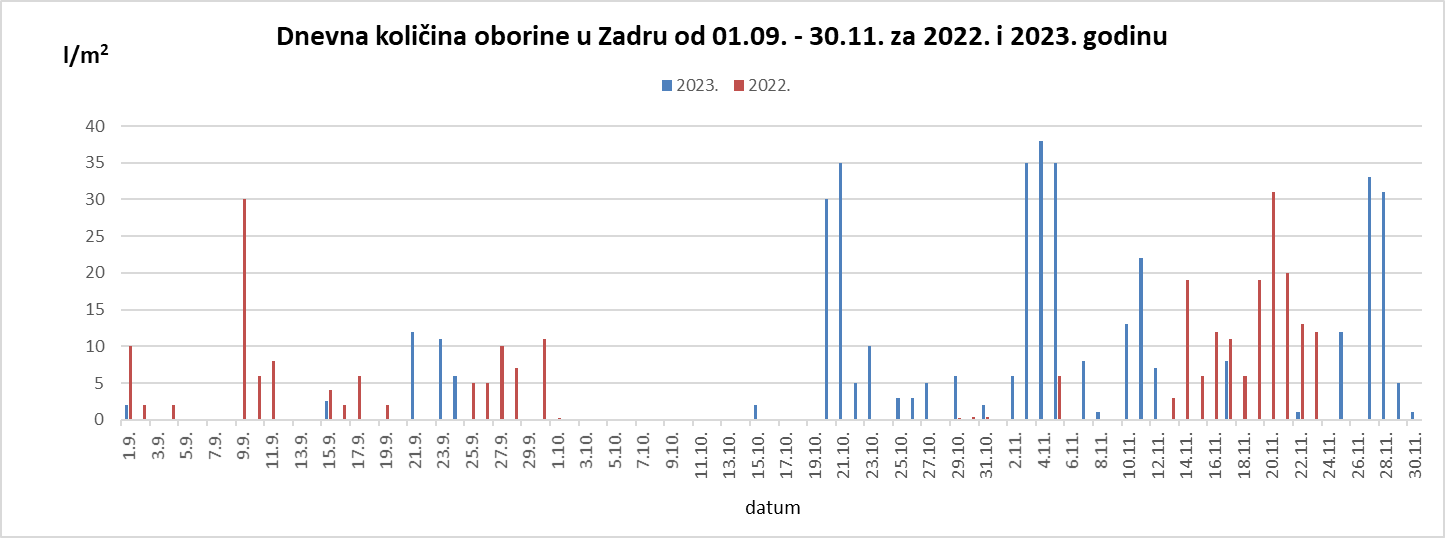 Dnevna količina oborine u Zadru od 01.09. - 30.11. za 2022. i 2023. godinu
l/m²
2023. 2022.
40
35
30
25
20
15
10
5
0
1.9. 3.9. 5.9. 7.9. 9.9. 11.9. 13.9. 15.9. 17.9. 19.9. 21.9. 23.9. 25.9. 27.9. 29.9. 1.10. 3.10. 5.10. 7.10. 9.10. 11.10. 13.10. 15.10. 17.10. 19.10. 21.10. 23.10. 25.10. 27.10. 29.10. 31.10. 2.11. 4.11. 6.11. 8.11. 10.11. 12.11. 14.11. 16.11. 18.11. 20.11. 22.11. 24.11. 26.11. 28.11. 30.11.
datum